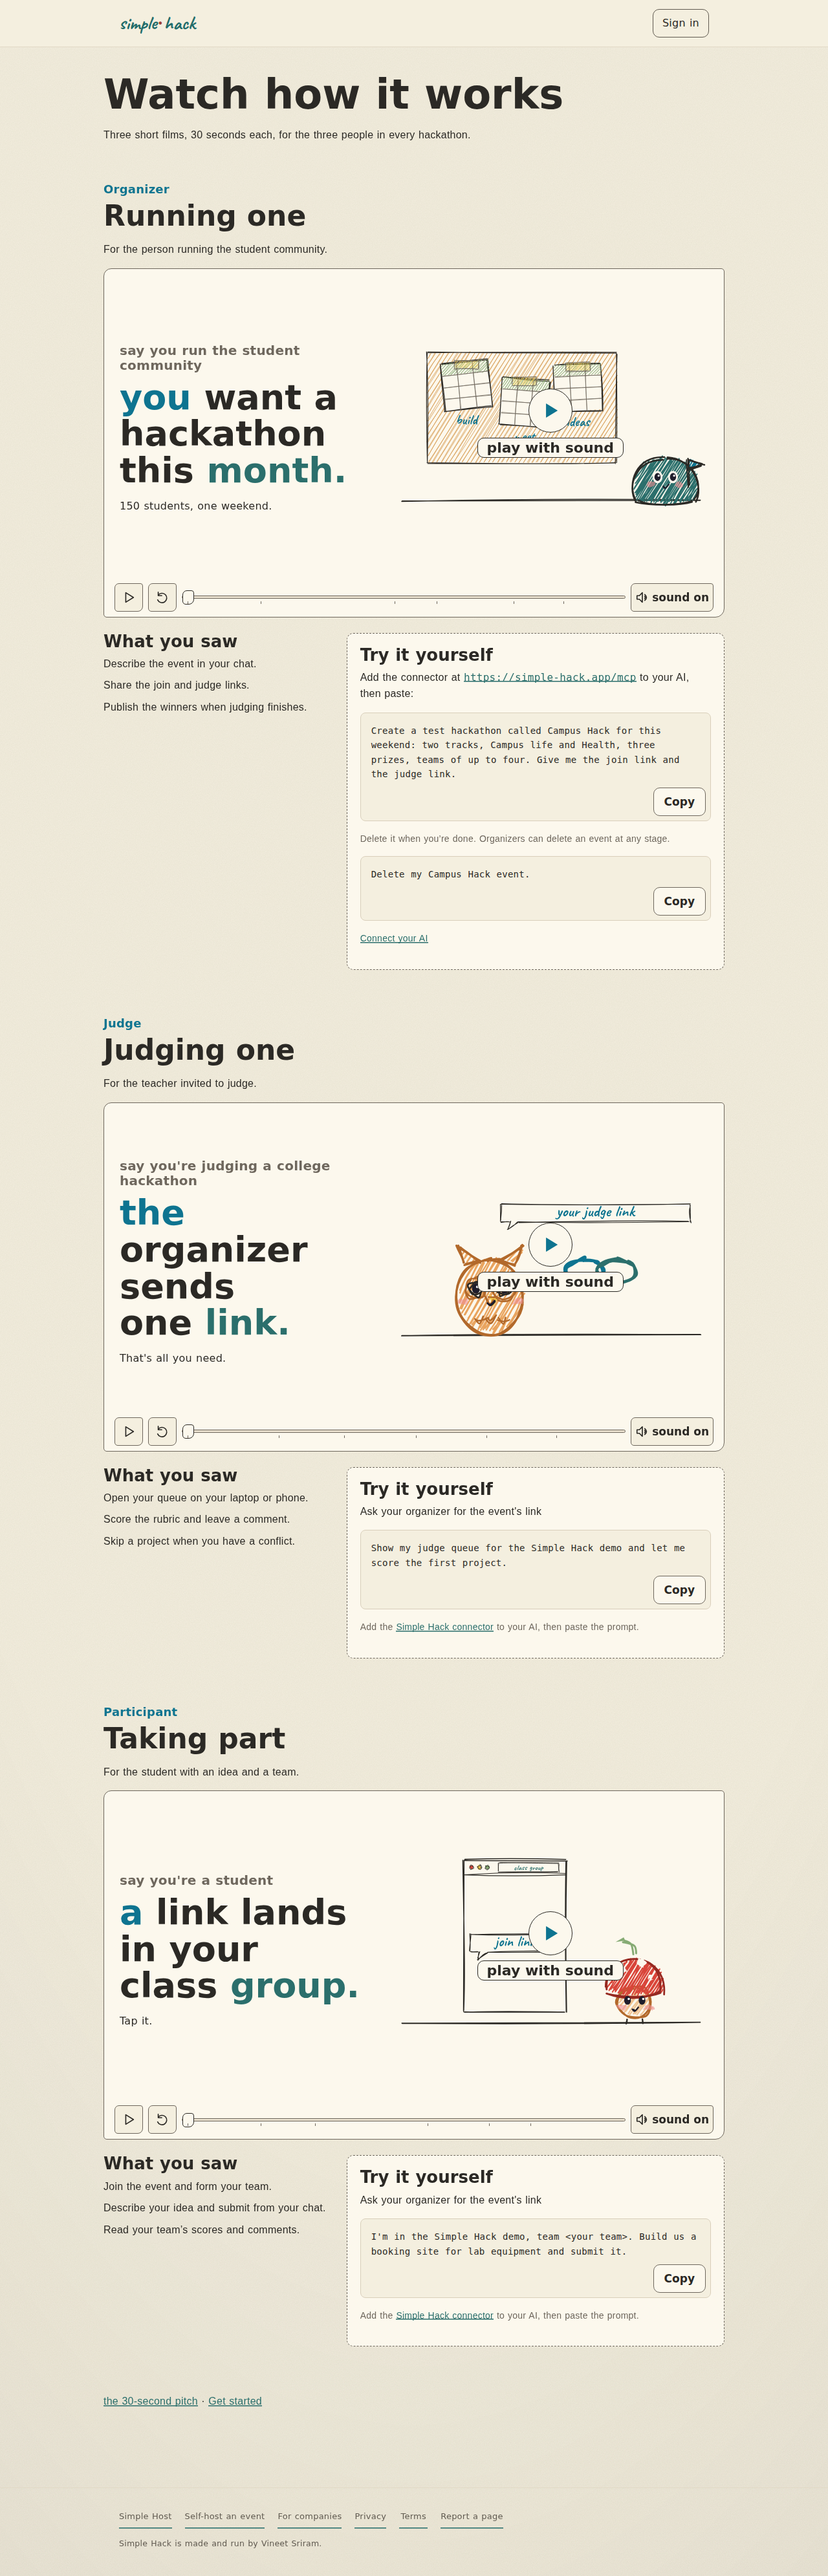 simple hack
Sign in
Watch how it works
Three short films, 30 seconds each, for the three people in every hackathon.
Organizer
Running one
For the person running the student community.
say you run the student
community
you want a
hackathon
this month.
150 students, one weekend.
build
ideas
play with sound
sound on
What you saw
Describe the event in your chat.
Share the join and judge links.
Publish the winners when judging finishes.
Try it yourself
Add the connector at https://simple-hack.app/mcp to your AI,
then paste:
Create a test hackathon called Campus Hack for this
weekend: two tracks, Campus life and Health, three
prizes, teams of up to four. Give me the join link and
the judge link.
Copy
Delete it when you're done. Organizers can delete an event at any stage.
Delete my Campus Hack event.
Copy
Connect your AI
Judge
Judging one
For the teacher invited to judge.
say you're judging a college
hackathon
the
organizer
sends
one link.
That's all you need.
your judge link
play with sound
sound on
What you saw
Open your queue on your laptop or phone.
Score the rubric and leave a comment.
Skip a project when you have a conflict.
Try it yourself
Ask your organizer for the event's link
Show my judge queue for the Simple Hack demo and let me
score the first project.
Copy
Add the Simple Hack connector to your AI, then paste the prompt.
Participant
Taking part
For the student with an idea and a team.
say you're a student
a link lands
in your
class group.
Tap it.
class group
join
play with sound
sound on
What you saw
Join the event and form your team.
Describe your idea and submit from your chat.
Read your team's scores and comments.
Try it yourself
Ask your organizer for the event's link
I'm in the Simple Hack demo, team <your team>. Build us a
booking site for lab equipment and submit it.
Copy
Add the Simple Hack connector to your AI, then paste the prompt.
the 30-second pitch · Get started
Simple Host Self-host an event For companies Privacy Terms Report a page
Simple Hack is made and run by Vineet Sriram.